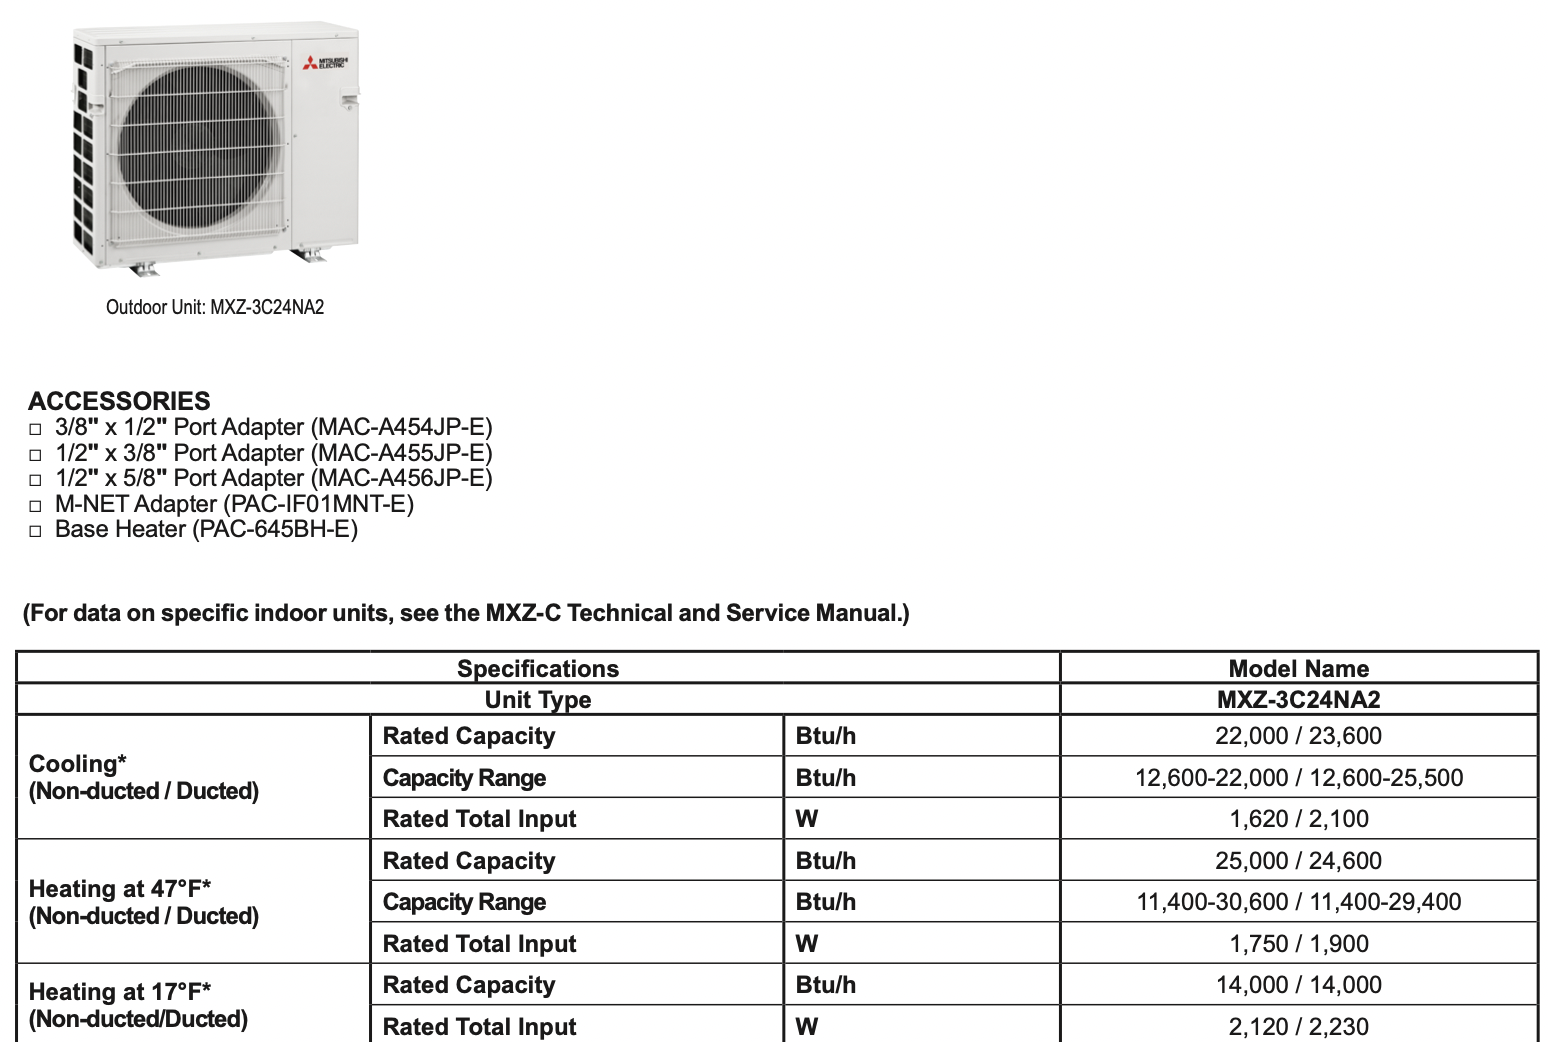 MITSUBISHI
ELECTRIC
Outdoor Unit: MXZ-3C24NA2
ACCESSORIES
□ 3/8" x 1/2" Port Adapter (MAC-A454JP-E)
□ 1/2" x 3/8" Port Adapter (MAC-A455JP-E)
□ 1/2" x 5/8" Port Adapter (MAC-A456JP-E)
□ M-NET Adapter (PAC-IF01MNT-E)
□ Base Heater (PAC-645BH-E)
(For data on specific indoor units, see the MXZ-C Technical and Service Manual.)
Specifications Model Name
Unit Type MXZ-3C24NA2
Cooling*
(Non-ducted / Ducted)
Rated Capacity Btu/h 22,000 / 23,600
Capacity Range Btu/h 12,600-22,000 / 12,600-25,500
Rated Total Input W 1,620 / 2,100
Heating at 47°F*
(Non-ducted / Ducted)
Rated Capacity Btu/h 25,000 / 24,600
Capacity Range Btu/h 11,400-30,600 / 11,400-29,400
Rated Total Input W 1,750 / 1,900
Heating at 17°F*
(Non-ducted/Ducted)
Rated Capacity Btu/h 14,000 / 14,000
Rated Total Input W 2,120 / 2,230